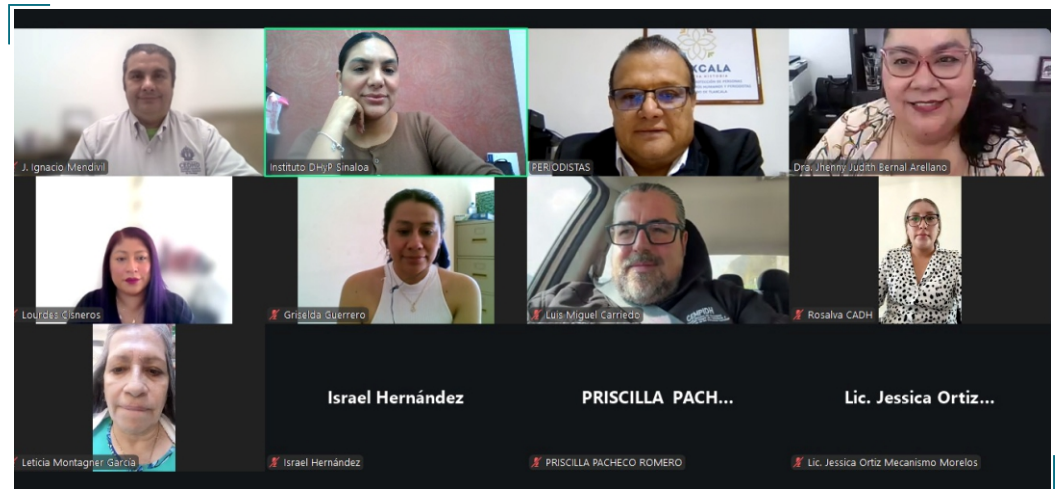 XCALA
J. Ignacio Mendivil
Instituto DHyP Sinaloa
PERIODISTAS
Dra. Jhenny Judith Bernal Arellano
Lourdes Cisneros
Griselda Guerrero
Luis Miguel Carriedo
Rosalva CADH
Israel Hernández
PRISCILLA PACH...
Lic. Jessica Ortiz...
Leticia Montagner García
Israel Hernández
PRISCILLA PACHECO ROMERO
Lic. Jessica Ortiz Mecanismo Morelos